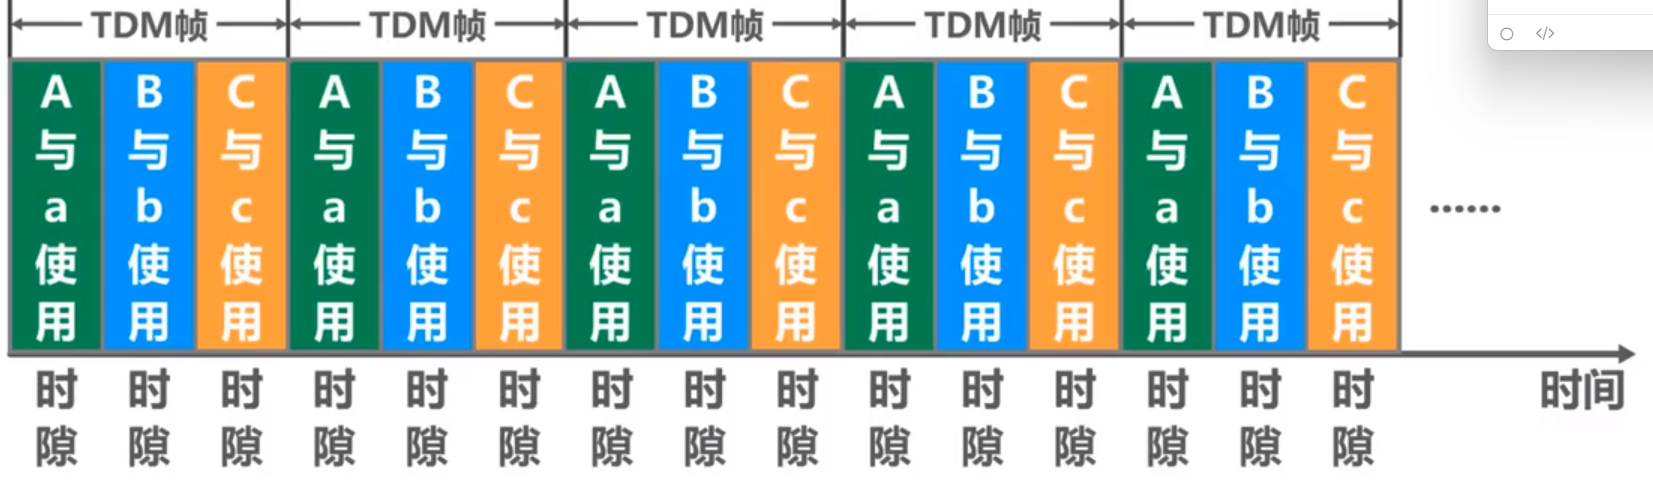 TDM帧 TDM帧 TDM帧 TDM帧 TDM帧
A与a使用 B与b使用 C与c使用 A与a使用 B与b使用 C与c使用 A与a使用 B与b使用 C与c使用 A与a使用 B与b使用 C与c使用 A与a使用 B与b使用 C与c使用 ······
时隙 时隙 时隙 时隙 时隙 时隙 时隙 时隙 时隙 时隙 时隙 时隙 时隙 时隙 时隙 时间